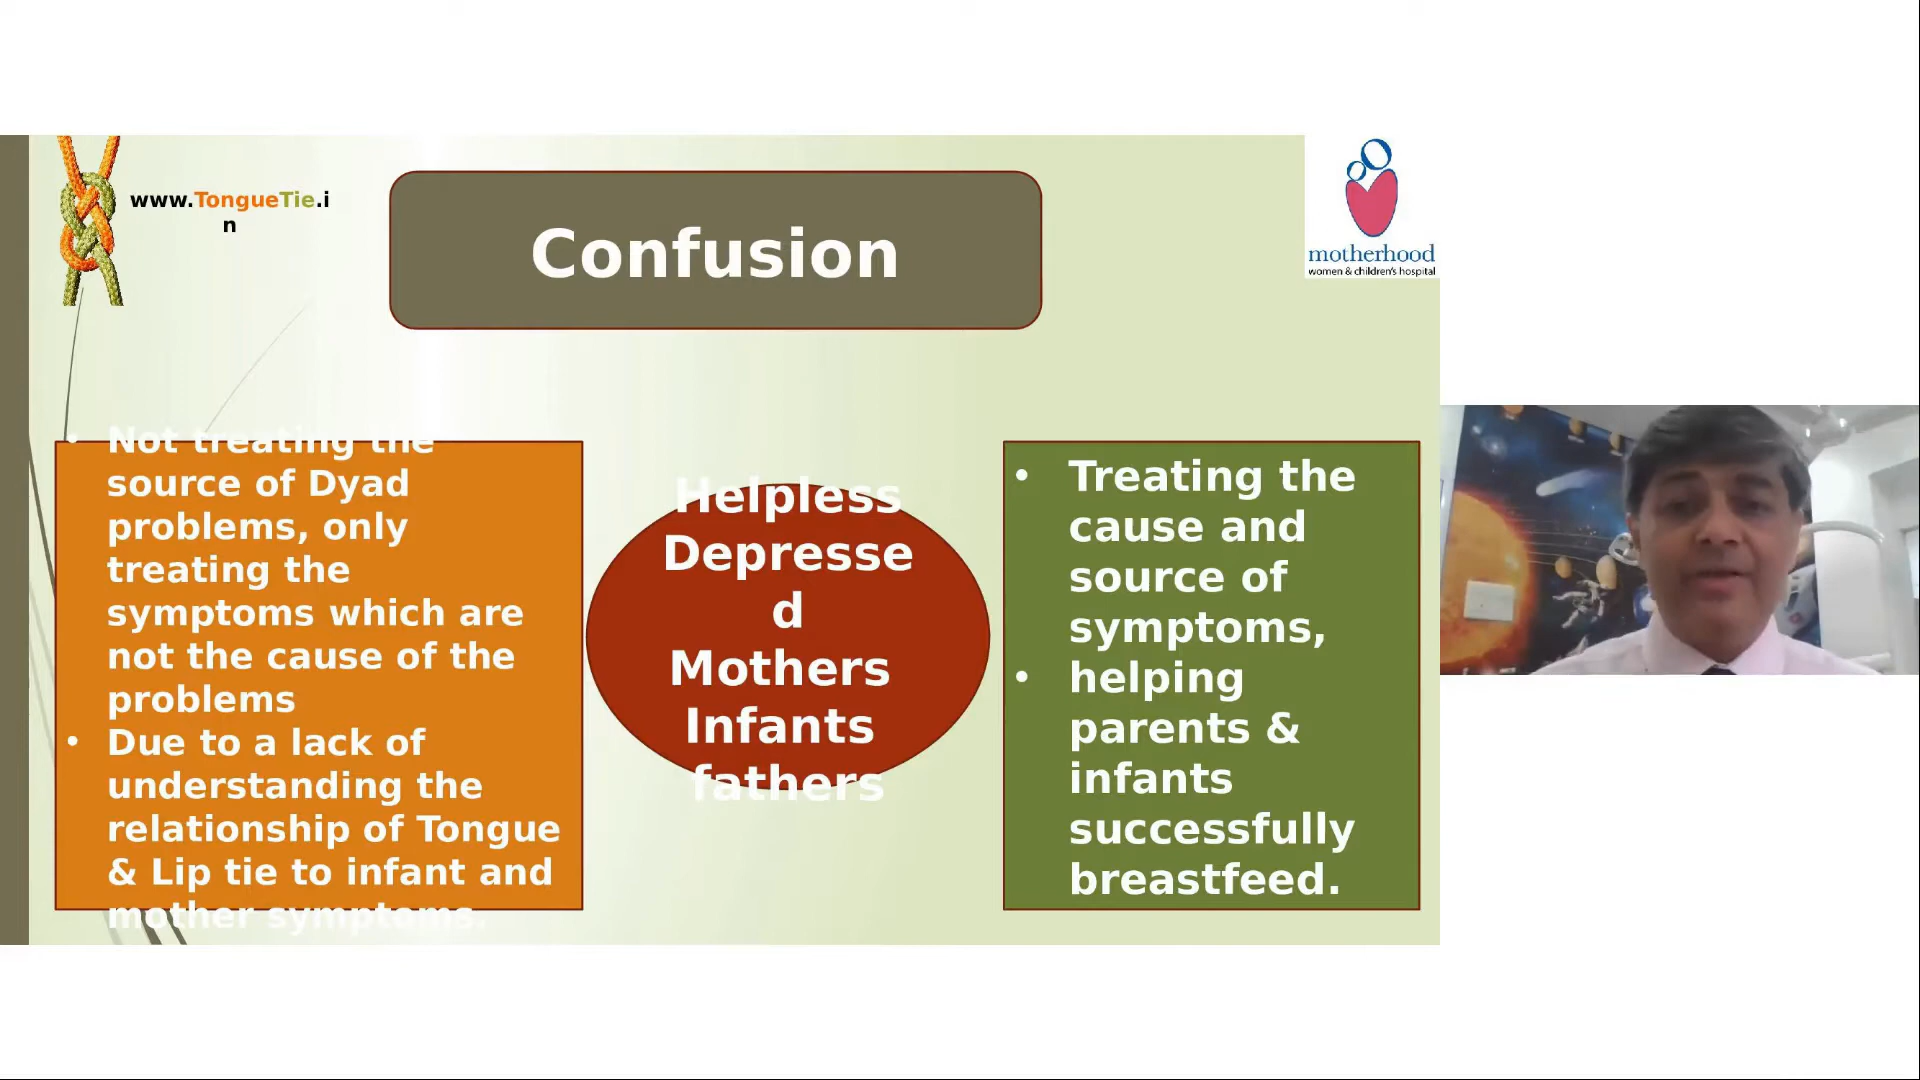 www.TongueTie.i
n
Confusion
motherhood
women & children's hospital
• Not treating the
source of Dyad
problems, only
treating the
symptoms which are
not the cause of the
problems
• Due to a lack of
understanding the
relationship of Tongue
& Lip tie to infant and
mother symptoms.
Helpless
Depresse
d
Mothers
Infants
fathers
• Treating the
cause and
source of
symptoms,
• helping
parents &
infants
successfully
breastfeed.